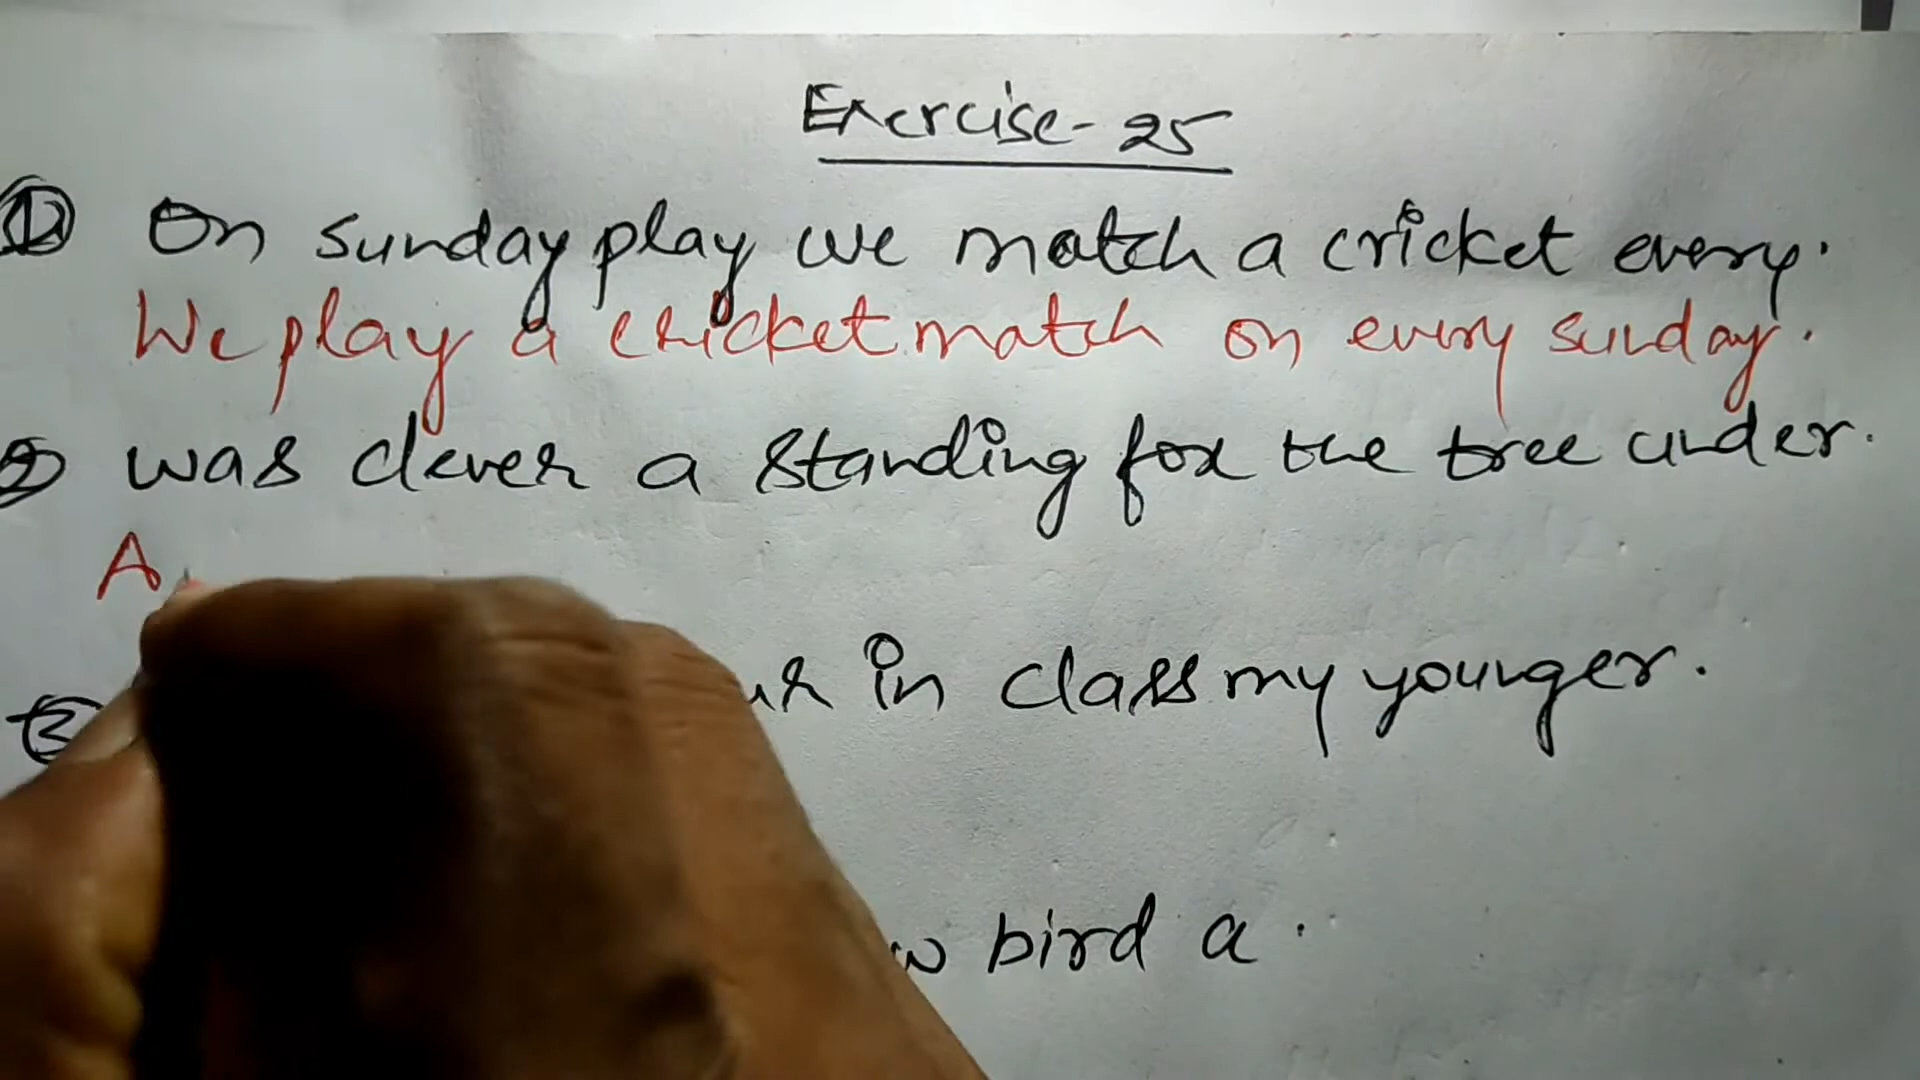 Exercise-25
① On sunday play we match a cricket every.
We play a cricket match on every sunday.
② was clever a standing fox the tree under.
A
③ in class my younger.
bird a.